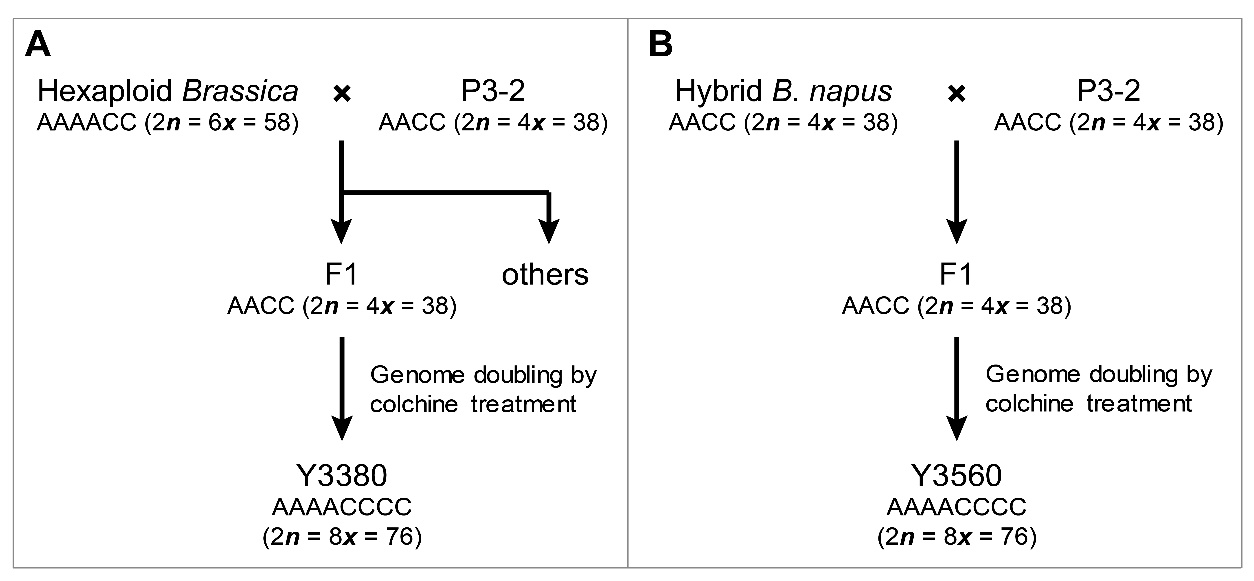 A
Hexaploid Brassica × P3-2
AAAACC (2n = 6x = 58) AACC (2n = 4x = 38)
F1 others
AACC (2n = 4x = 38)
Genome doubling by
colchine treatment
Y3380
AAAACCCC
(2n = 8x = 76)
B
Hybrid B. napus × P3-2
AACC (2n = 4x = 38) AACC (2n = 4x = 38)
F1
AACC (2n = 4x = 38)
Genome doubling by
colchine treatment
Y3560
AAAACCCC
(2n = 8x = 76)